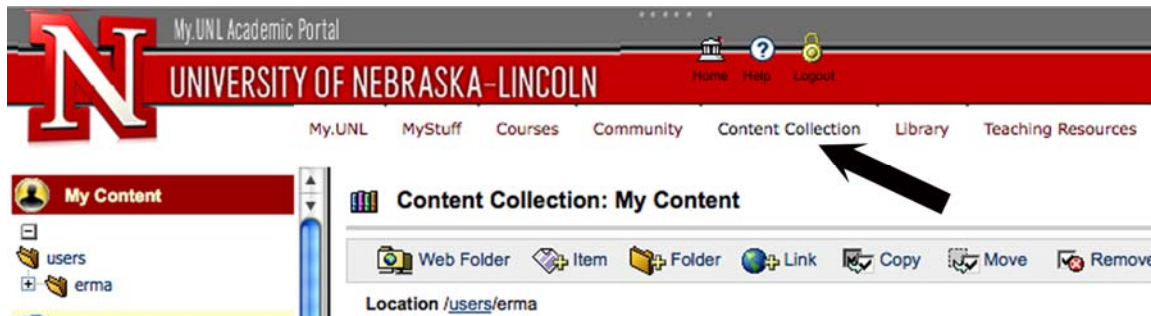 My.UNL Academic Portal
N
UNIVERSITY OF NEBRASKA–LINCOLN
Home Help Logout
My.UNL MyStuff Courses Community Content Collection Library Teaching Resources
My Content
Content Collection: My Content
users
Web Folder Item Folder Link Copy Move Remove
erma
Location /users/erma